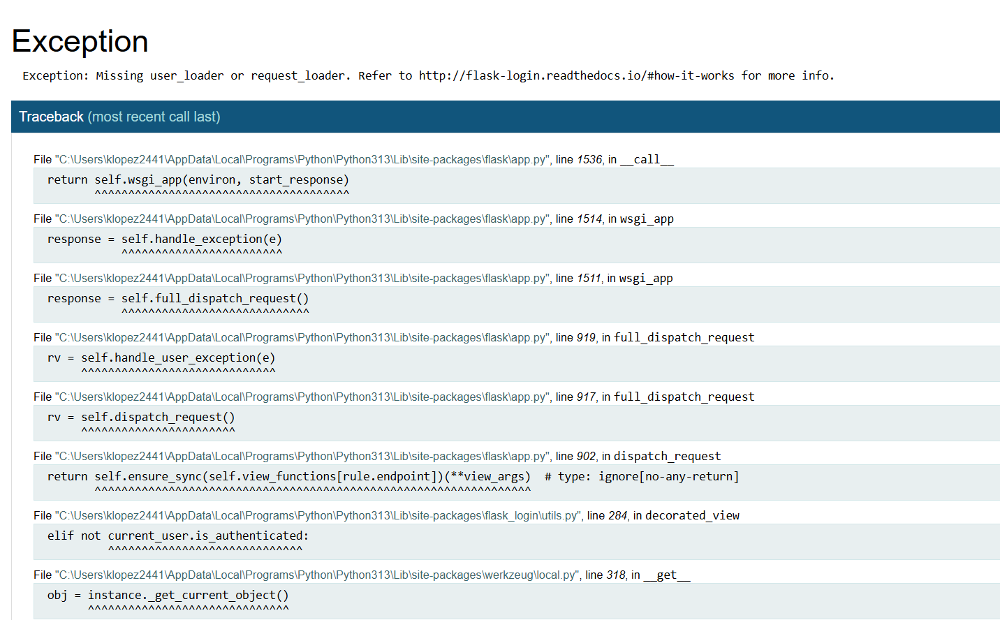 Exception
Exception: Missing user_loader or request_loader. Refer to http://flask-login.readthedocs.io/#how-it-works for more info.
Traceback (most recent call last)
File "C:\Users\klopez2441\AppData\Local\Programs\Python\Python313\Lib\site-packages\flask\app.py", line 1536, in __call__
return self.wsgi_app(environ, start_response)
^^^^^^^^^^^^^^^^^^^^^^^^^^^^^^^^^^^^^^
File "C:\Users\klopez2441\AppData\Local\Programs\Python\Python313\Lib\site-packages\flask\app.py", line 1514, in wsgi_app
response = self.handle_exception(e)
^^^^^^^^^^^^^^^^^^^^^^^^
File "C:\Users\klopez2441\AppData\Local\Programs\Python\Python313\Lib\site-packages\flask\app.py", line 1511, in wsgi_app
response = self.full_dispatch_request()
^^^^^^^^^^^^^^^^^^^^^^^^^^^^
File "C:\Users\klopez2441\AppData\Local\Programs\Python\Python313\Lib\site-packages\flask\app.py", line 919, in full_dispatch_request
rv = self.handle_user_exception(e)
^^^^^^^^^^^^^^^^^^^^^^^^^^^^^
File "C:\Users\klopez2441\AppData\Local\Programs\Python\Python313\Lib\site-packages\flask\app.py", line 917, in full_dispatch_request
rv = self.dispatch_request()
^^^^^^^^^^^^^^^^^^^^^^^
File "C:\Users\klopez2441\AppData\Local\Programs\Python\Python313\Lib\site-packages\flask\app.py", line 902, in dispatch_request
return self.ensure_sync(self.view_functions[rule.endpoint])(**view_args)  # type: ignore[no-any-return]
^^^^^^^^^^^^^^^^^^^^^^^^^^^^^^^^^^^^^^^^^^^^^^^^^^^^^^^^^^^^^^^^^
File "C:\Users\klopez2441\AppData\Local\Programs\Python\Python313\Lib\site-packages\flask_login\utils.py", line 284, in decorated_view
elif not current_user.is_authenticated:
^^^^^^^^^^^^^^^^^^^^^^^^^^^^^
File "C:\Users\klopez2441\AppData\Local\Programs\Python\Python313\Lib\site-packages\werkzeug\local.py", line 318, in __get__
obj = instance._get_current_object()
^^^^^^^^^^^^^^^^^^^^^^^^^^^^^^